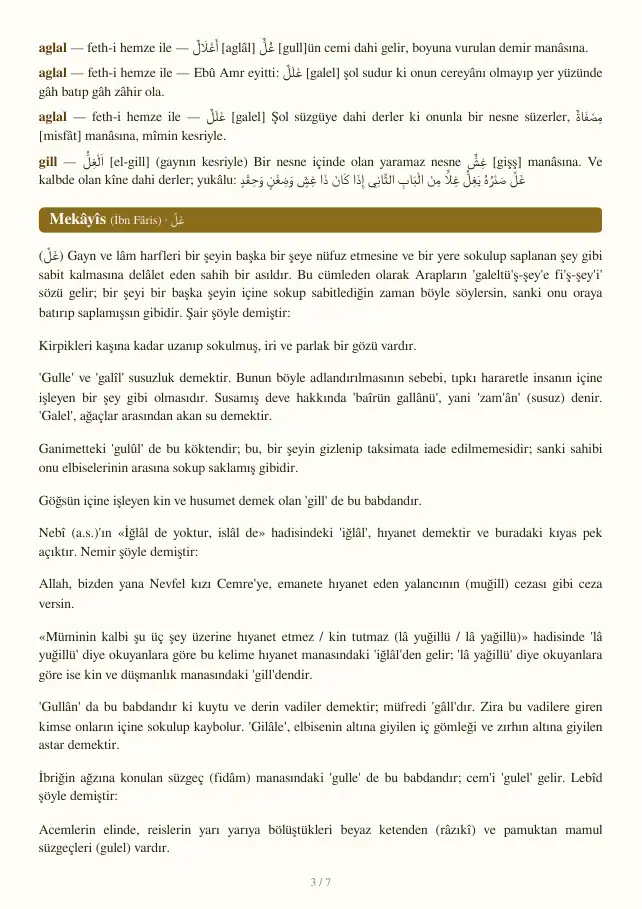 aglal — feth-i hemze ile — أَغْلَالٌ [aglâl] غُلٌّ [gull]ün cemi dahi gelir, boyuna vurulan demir manâsına.
aglal — feth-i hemze ile — Ebû Amr eyitti: غَلَلٌ [galel] şol sudur ki onun cereyânı olmayıp yer yüzünde
gâh batıp gâh zâhir ola.
aglal — feth-i hemze ile — غَلَلٌ [galel] Şol süzgüye dahi derler ki onunla bir nesne süzerler, مِصْفَاةٌ
[misfât] manâsına, mîmin kesriyle.
gill — اَلْغِلُّ [el-gill] (gaynın kesriyle) Bir nesne içinde olan yaramaz nesne غِشٌّ [gişş] manâsına. Ve
kalbde olan kîne dahi derler; yukâlu: غَلَّ صَدْرُهُ يَغِلُّ غِلاًّ مِنَ الْبَابِ الثَّانِى إِذَا كَانَ ذَا غِشٍّ وَضِغْنٍ وَحِقْدٍ
Mekâyîs (İbn Fâris) · غَلَّ
(غَلَّ) Gayn ve lâm harfleri bir şeyin başka bir şeye nüfuz etmesine ve bir yere sokulup saplanan şey gibi
sabit kalmasına delâlet eden sahih bir asıldır. Bu cümleden olarak Arapların 'galeltü'ş-şey'e fi'ş-şey'i'
sözü gelir; bir şeyi bir başka şeyin içine sokup sabitlediğin zaman böyle söylersin, sanki onu oraya
batırıp saplamışsın gibidir. Şair şöyle demiştir:
Kirpikleri kaşına kadar uzanıp sokulmuş, iri ve parlak bir gözü vardır.
'Gulle' ve 'galîl' susuzluk demektir. Bunun böyle adlandırılmasının sebebi, tıpkı hararetle insanın içine
işleyen bir şey gibi olmasıdır. Susamış deve hakkında 'baîrün gallânü', yani 'zam'ân' (susuz) denir.
'Galel', ağaçlar arasından akan su demektir.
Ganimetteki 'gulûl' de bu köktendir; bu, bir şeyin gizlenip taksimata iade edilmemesidir; sanki sahibi
onu elbiselerinin arasına sokup saklamış gibidir.
Göğsün içine işleyen kin ve husumet demek olan 'gill' de bu babdandır.
Nebî (a.s.)'ın «İğlâl de yoktur, islâl de» hadisindeki 'iğlâl', hıyanet demektir ve buradaki kıyas pek
açıktır. Nemir şöyle demiştir:
Allah, bizden yana Nevfel kızı Cemre'ye, emanete hıyanet eden yalancının (muğill) cezası gibi ceza
versin.
«Müminin kalbi şu üç şey üzerine hıyanet etmez / kin tutmaz (lâ yuğillü / lâ yağillü)» hadisinde 'lâ
yuğillü' diye okuyanlara göre bu kelime hıyanet manasındaki 'iğlâl'den gelir; 'lâ yağillü' diye okuyanlara
göre ise kin ve düşmanlık manasındaki 'gill'dendir.
'Gullân' da bu babdandır ki kuytu ve derin vadiler demektir; müfredi 'gâll'dır. Zira bu vadilere giren
kimse onların içine sokulup kaybolur. 'Gilâle', elbisenin altına giyilen iç gömleği ve zırhın altına giyilen
astar demektir.
İbriğin ağzına konulan süzgeç (fidâm) manasındaki 'gulle' de bu babdandır; cem'i 'gulel' gelir. Lebîd
şöyle demiştir:
Acemlerin elinde, reislerin yarı yarıya bölüştükleri beyaz ketenden (râzıkî) ve pamuktan mamul
süzgeçleri (gulel) vardır.
3 / 7